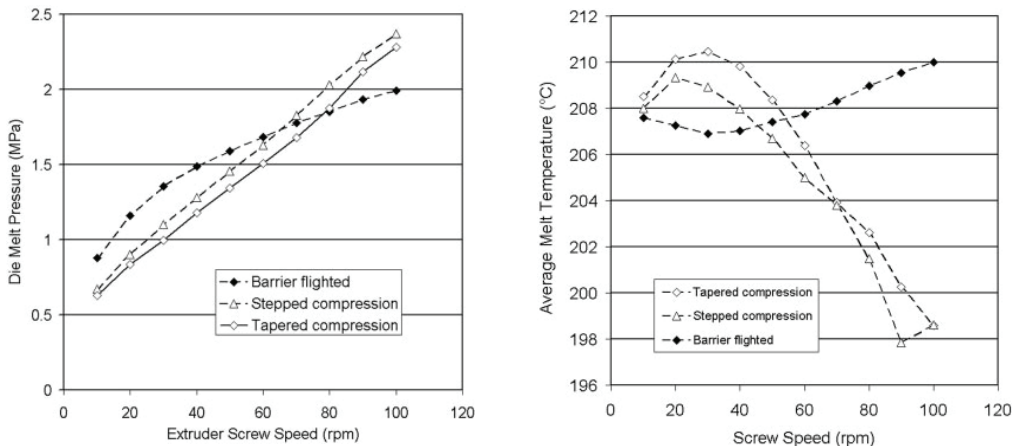 2.5
2
1.5
1
0.5
0
0
20
40
60
80
100
120
Die Melt Pressure (MPa)
Extruder Screw Speed (rpm)
Barrier flighted
Stepped compression
Tapered compression
212
210
208
206
204
202
200
198
196
0
20
40
60
80
100
120
Average Melt Temperature (°C)
Screw Speed (rpm)
Tapered compression
Stepped compression
Barrier flighted